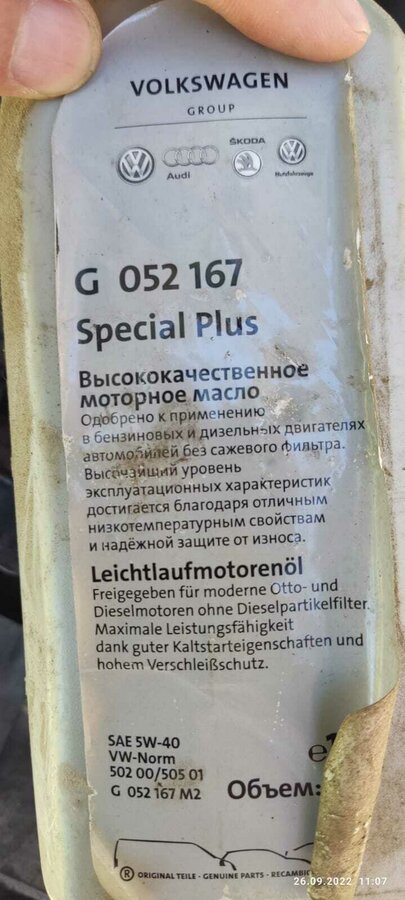 VOLKSWAGEN
GROUP
Audi
ŠKODA
Nutzfahrzeuge
G 052 167
Special Plus
Высококачественное
моторное масло
Одобрено к применению
в бензиновых и дизельных двигателях
автомобилей без сажевого фильтра.
Высочайший уровень
эксплуатационных характеристик
достигается благодаря отличным
низкотемпературным свойствам
и надёжной защите от износа.
Leichtlaufmotorenöl
Freigegeben für moderne Otto- und
Dieselmotoren ohne Dieselpartikelfilter.
Maximale Leistungsfähigkeit
dank guter Kaltstarteigenschaften und
hohem Verschleißschutz.
SAE 5W-40
VW-Norm
502 00/505 01
G 052 167 M2
℮
Объем:
® ORIGINAL TEILE - GENUINE PARTS - RECAMBI
26.09.2022 11:07